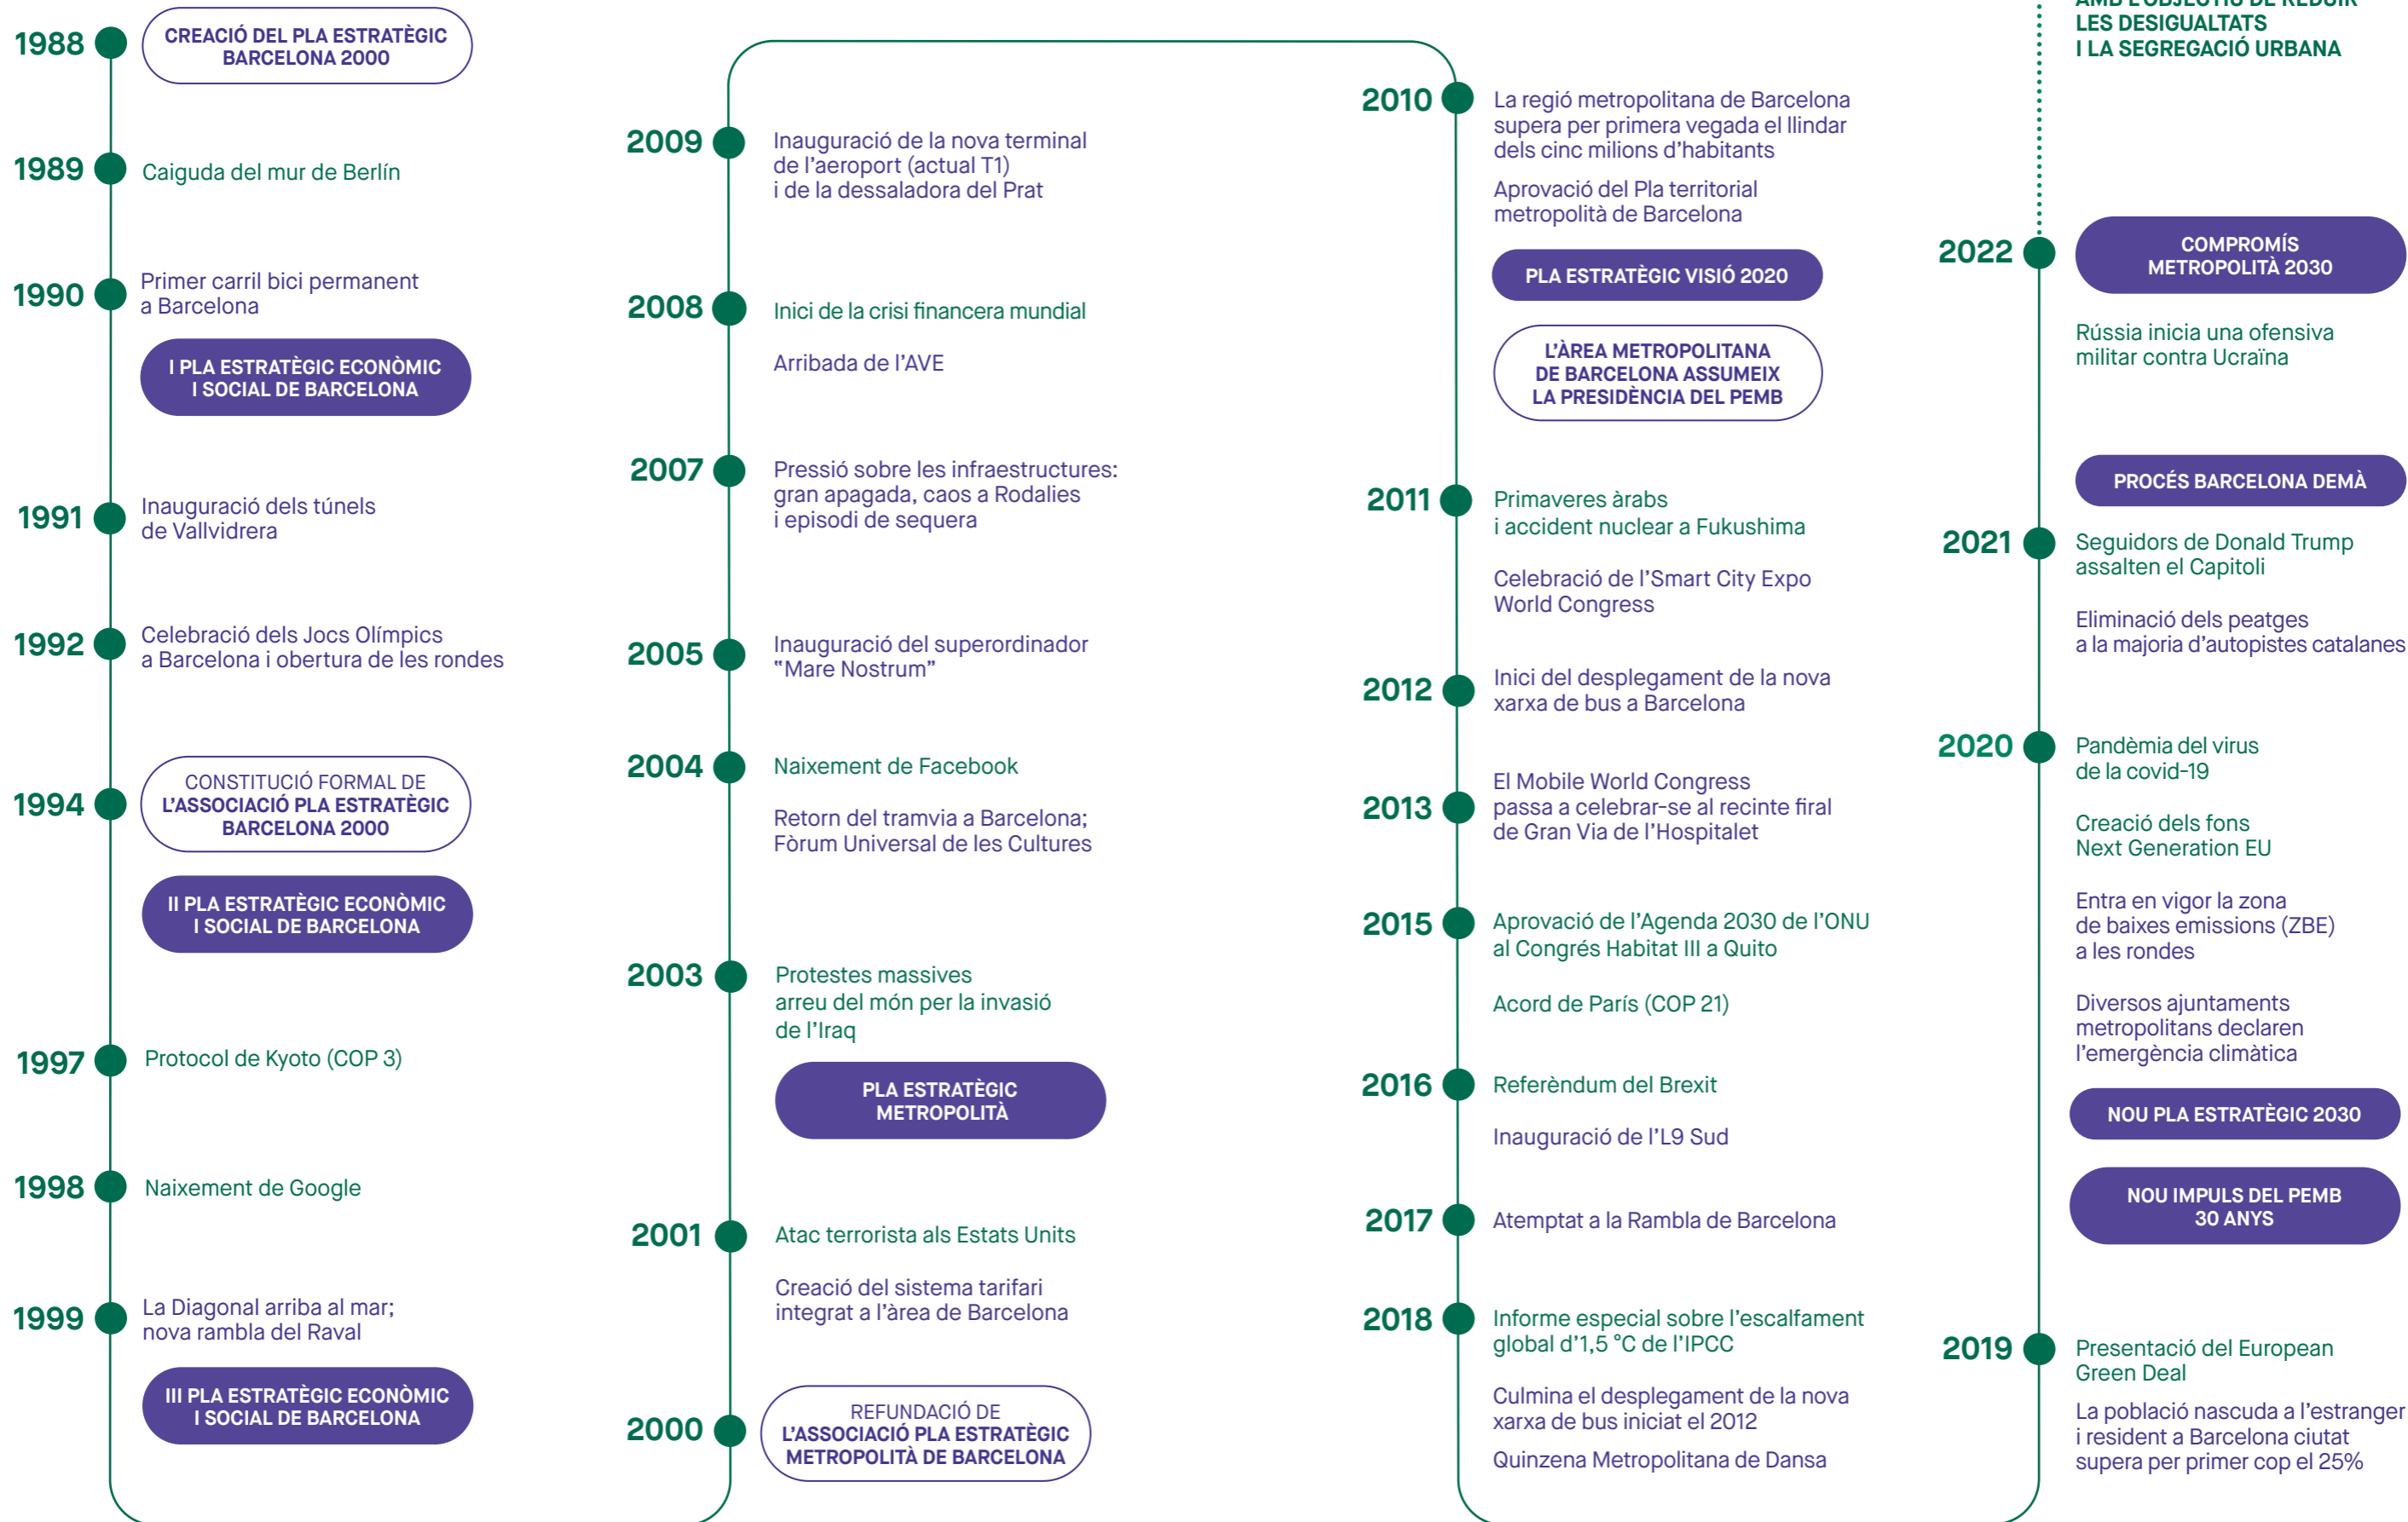 1988
CREACIÓ DEL PLA ESTRATÈGIC
BARCELONA 2000
1989
Caiguda del mur de Berlín
1990
Primer carril bici permanent
a Barcelona
I PLA ESTRATÈGIC ECONÒMIC
I SOCIAL DE BARCELONA
1991
Inauguració dels túnels
de Vallvidrera
1992
Celebració dels Jocs Olímpics
a Barcelona i obertura de les rondes
1994
CONSTITUCIÓ FORMAL DE
L’ASSOCIACIÓ PLA ESTRATÈGIC
BARCELONA 2000
II PLA ESTRATÈGIC ECONÒMIC
I SOCIAL DE BARCELONA
1997
Protocol de Kyoto (COP 3)
1998
Naixement de Google
1999
La Diagonal arriba al mar;
nova rambla del Raval
III PLA ESTRATÈGIC ECONÒMIC
I SOCIAL DE BARCELONA
2009
Inauguració de la nova terminal
de l’aeroport (actual T1)
i de la dessaladora del Prat
2008
Inici de la crisi financera mundial
Arribada de l’AVE
2007
Pressió sobre les infraestructures:
gran apagada, caos a Rodalies
i episodi de sequera
2005
Inauguració del superordinador
“Mare Nostrum”
2004
Naixement de Facebook
Retorn del tramvia a Barcelona;
Fòrum Universal de les Cultures
2003
Protestes massives
arreu del món per la invasió
de l’Iraq
PLA ESTRATÈGIC
METROPOLITÀ
2001
Atac terrorista als Estats Units
Creació del sistema tarifari
integrat a l’àrea de Barcelona
2000
REFUNDACIÓ DE
L’ASSOCIACIÓ PLA ESTRATÈGIC
METROPOLITÀ DE BARCELONA
2010
La regió metropolitana de Barcelona
supera per primera vegada el llindar
dels cinc milions d’habitants
Aprovació del Pla territorial
metropolità de Barcelona
PLA ESTRATÈGIC VISIÓ 2020
L’ÀREA METROPOLITANA
DE BARCELONA ASSUMEIX
LA PRESIDÈNCIA DEL PEMB
2011
Primaveres àrabs
i accident nuclear a Fukushima
Celebració de l’Smart City Expo
World Congress
2012
Inici del desplegament de la nova
xarxa de bus a Barcelona
2013
El Mobile World Congress
passa a celebrar-se al recinte firal
de Gran Via de l’Hospitalet
2015
Aprovació de l’Agenda 2030 de l’ONU
al Congrés Habitat III a Quito
Acord de París (COP 21)
2016
Referèndum del Brexit
Inauguració de l’L9 Sud
2017
Atemptat a la Rambla de Barcelona
2018
Informe especial sobre l’escalfament
global d’1,5 °C de l’IPCC
Culmina el desplegament de la nova
xarxa de bus iniciat el 2012
Quinzena Metropolitana de Dansa
AMB L’OBJECTIU DE REDUIR
LES DESIGUALTATS
I LA SEGREGACIÓ URBANA
2022
COMPROMÍS
METROPOLITÀ 2030
Rússia inicia una ofensiva
militar contra Ucraïna
PROCÉS BARCELONA DEMÀ
2021
Seguidors de Donald Trump
assalten el Capitoli
Eliminació dels peatges
a la majoria d’autopistes catalanes
2020
Pandèmia del virus
de la covid-19
Creació dels fons
Next Generation EU
Entra en vigor la zona
de baixes emissions (ZBE)
a les rondes
Diversos ajuntaments
metropolitans declaren
l’emergència climàtica
NOU PLA ESTRATÈGIC 2030
NOU IMPULS DEL PEMB
30 ANYS
2019
Presentació del European
Green Deal
La població nascuda a l’estranger
i resident a Barcelona ciutat
supera per primer cop el 25%